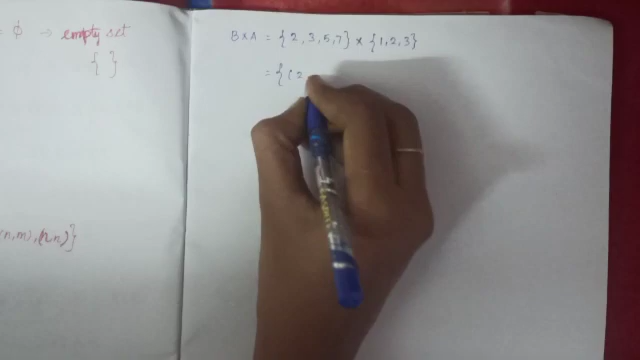 = ϕ → empty set
{ }
(n,m),(n,n)}
B×A = {2,3,5,7} × {1,2,3}
= {(2